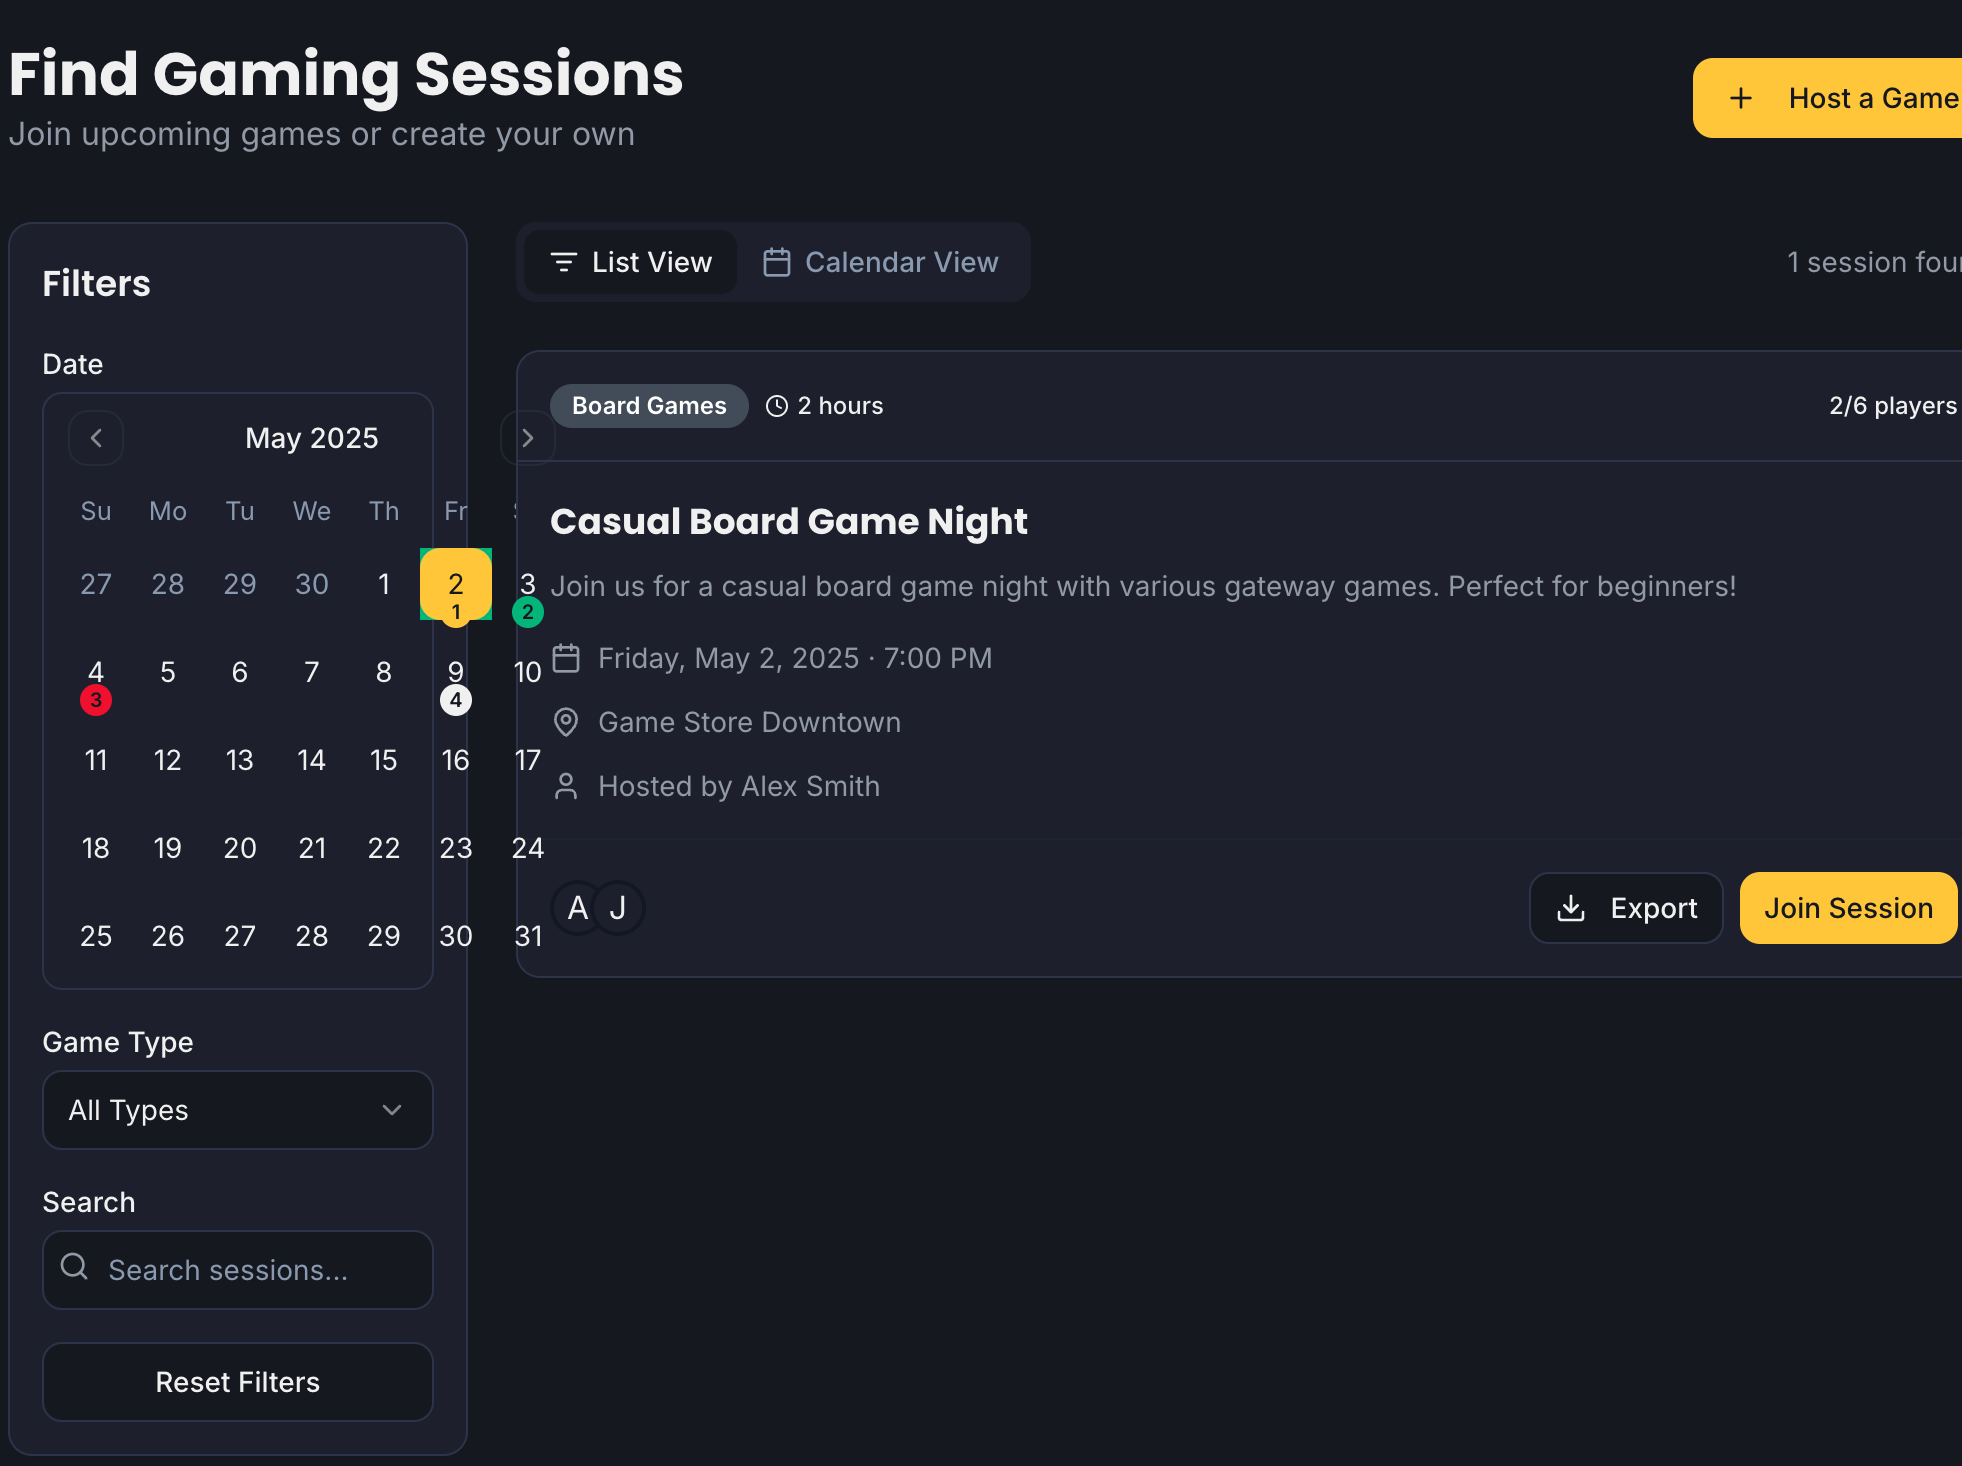 Find Gaming Sessions
Join upcoming games or create your own
+ Host a Game
Filters
Date
May 2025
Su Mo Tu We Th Fr
27 28 29 30 1 2 3
1 2
4 5 6 7 8 9 10
3 4
11 12 13 14 15 16 17
18 19 20 21 22 23 24
25 26 27 28 29 30 31
Game Type
All Types
Search
Search sessions...
Reset Filters
List View
Calendar View
1 session
Board Games
2 hours
2/6 players
Casual Board Game Night
Join us for a casual board game night with various gateway games. Perfect for beginners!
Friday, May 2, 2025 · 7:00 PM
Game Store Downtown
Hosted by Alex Smith
A J
Export
Join Session